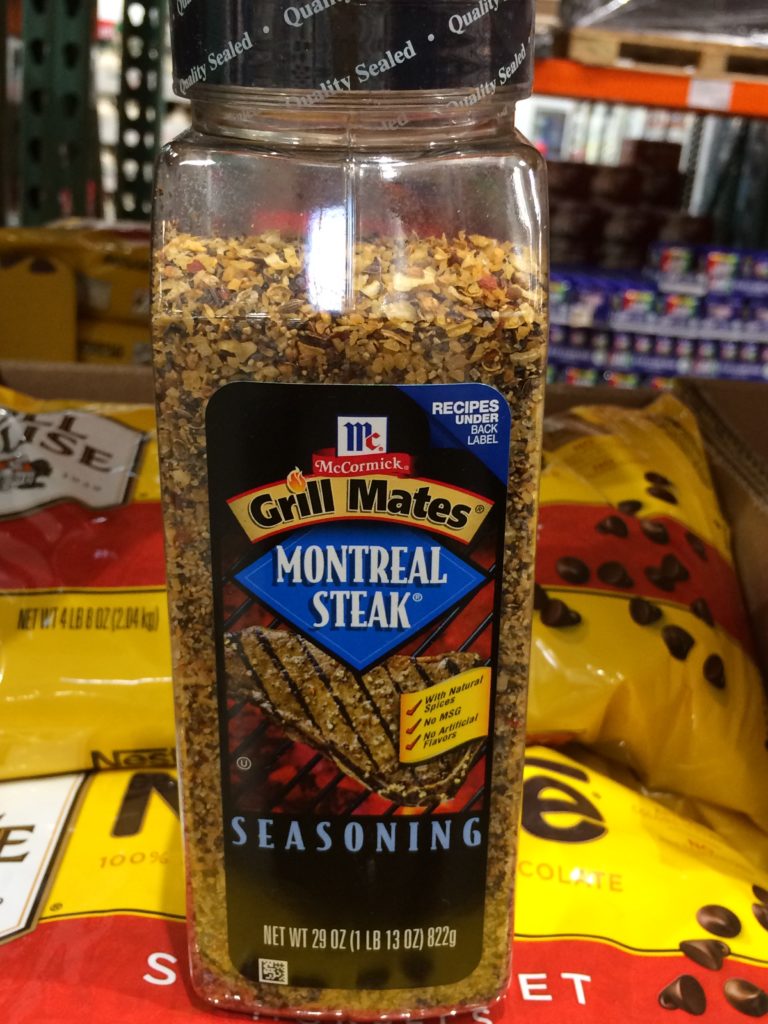 Quality Sealed
Quality Sealed
Quality Sealed
RECIPES
UNDER
BACK
LABEL
Mc.
McCormick®
Grill Mates®
MONTREAL
STEAK®
With Natural
Spices
No MSG
No Artificial
Flavors
U
SEASONING
NET WT 29 OZ (1 LB 13 OZ) 822g
NET WT 4 LB 8 OZ (2.04 kg)
Nestlé
100%
COLATE
S
ET